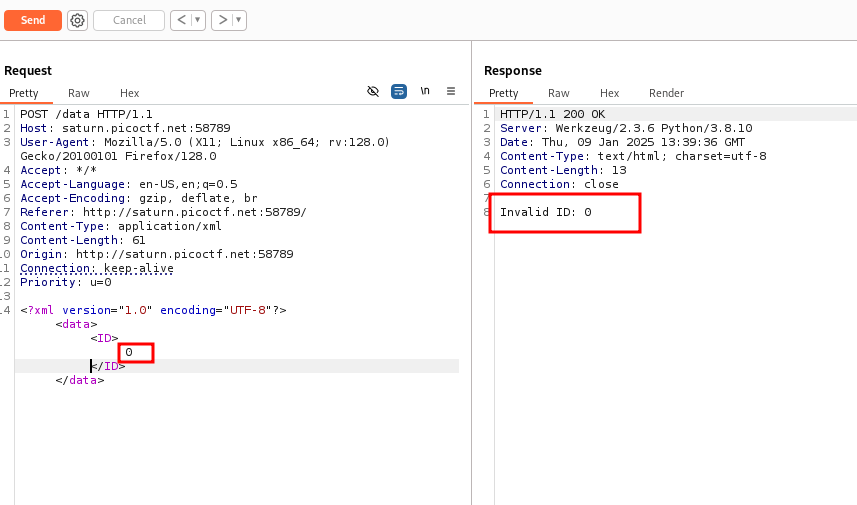 Send Cancel < >
Request
Pretty Raw Hex \n
1 POST /data HTTP/1.1
2 Host: saturn.picoctf.net:58789
3 User-Agent: Mozilla/5.0 (X11; Linux x86_64; rv:128.0)
Gecko/20100101 Firefox/128.0
4 Accept: */*
5 Accept-Language: en-US,en;q=0.5
6 Accept-Encoding: gzip, deflate, br
7 Referer: http://saturn.picoctf.net:58789/
8 Content-Type: application/xml
9 Content-Length: 61
10 Origin: http://saturn.picoctf.net:58789
11 Connection: keep-alive
12 Priority: u=0
13
14 <?xml version="1.0" encoding="UTF-8"?>
<data>
<ID>
0
</ID>
</data>
Response
Pretty Raw Hex Render
1 HTTP/1.1 200 OK
2 Server: Werkzeug/2.3.6 Python/3.8.10
3 Date: Thu, 09 Jan 2025 13:39:36 GMT
4 Content-Type: text/html; charset=utf-8
5 Content-Length: 13
6 Connection: close
7
8 Invalid ID: 0